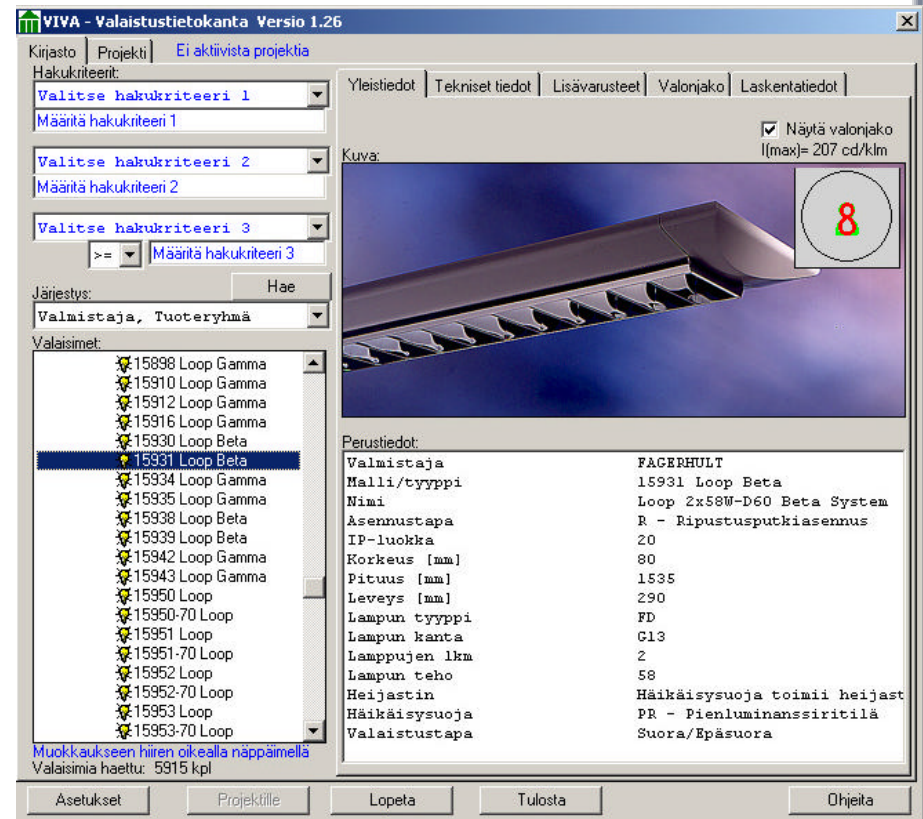 VIVA - Valaistustietokanta Versio 1.26
Kirjasto Projekti Ei aktiivista projektia
Hakukriteerit:
Valitse hakukriteeri 1
Määritä hakukriteeri 1
Valitse hakukriteeri 2
Määritä hakukriteeri 2
Valitse hakukriteeri 3
>= Määritä hakukriteeri 3
Hae
Järjestys:
Valmistaja, Tuoteryhmä
Valaisimet:
15898 Loop Gamma
15910 Loop Gamma
15912 Loop Gamma
15916 Loop Gamma
15930 Loop Beta
15931 Loop Beta
15934 Loop Gamma
15935 Loop Gamma
15938 Loop Beta
15939 Loop Beta
15942 Loop Gamma
15943 Loop Gamma
15950 Loop
15950-70 Loop
15951 Loop
15951-70 Loop
15952 Loop
15952-70 Loop
15953 Loop
15953-70 Loop
Muokkaukseen hiiren oikealla näppäimellä
Valaisimia haettu: 5915 kpl
Yleistiedot Tekniset tiedot Lisävarusteet Valonjako Laskentatiedot
Näytä valonjako
I(max)= 207 cd/klm
Kuva:
Perustiedot:
Valmistaja FAGERHULT
Malli/tyyppi 15931 Loop Beta
Nimi Loop 2x58W-D60 Beta System
Asennustapa R - Ripustusputkiasennus
IP-luokka 20
Korkeus [mm] 80
Pituus [mm] 1535
Leveys [mm] 290
Lampun tyyppi FD
Lampun kanta G13
Lamppujen lkm 2
Lampun teho 58
Heijastin Häikäisysuoja toimii heijast
Häikäisysuoja PR - Pienluminanssiritilä
Valaistustapa Suora/Epäsuora
Asetukset Projektille Lopeta Tulosta Ohjeita